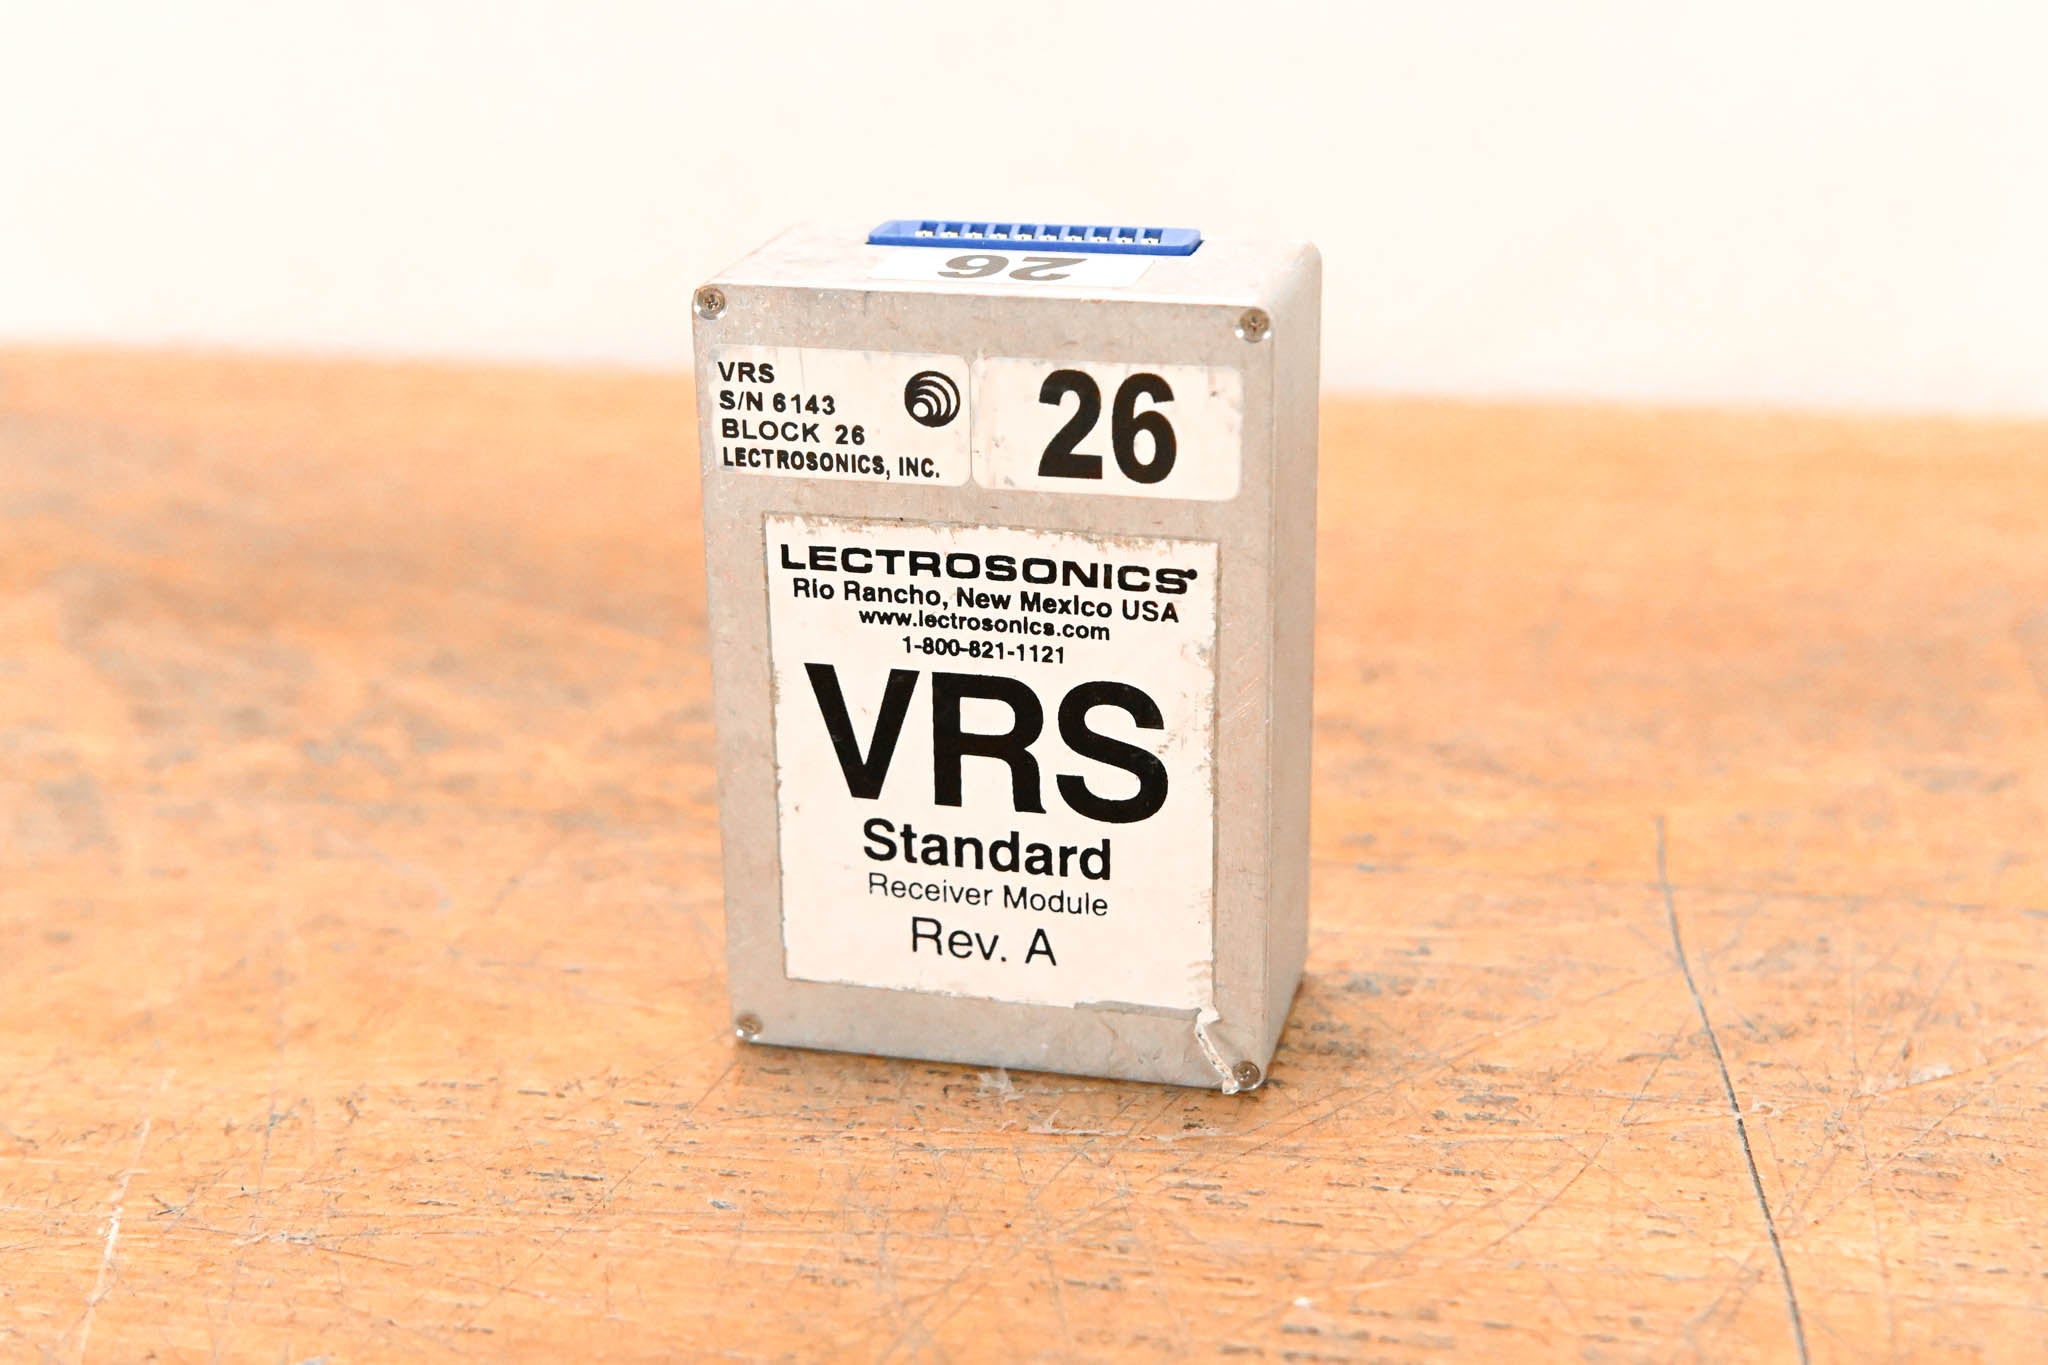 26
VRS
S/N 6143
BLOCK 26
LECTROSONICS, INC.
26
LECTROSONICS
Rio Rancho, New Mexico USA
www.lectrosonics.com
1-800-821-1121
VRS
Standard
Receiver Module
Rev. A